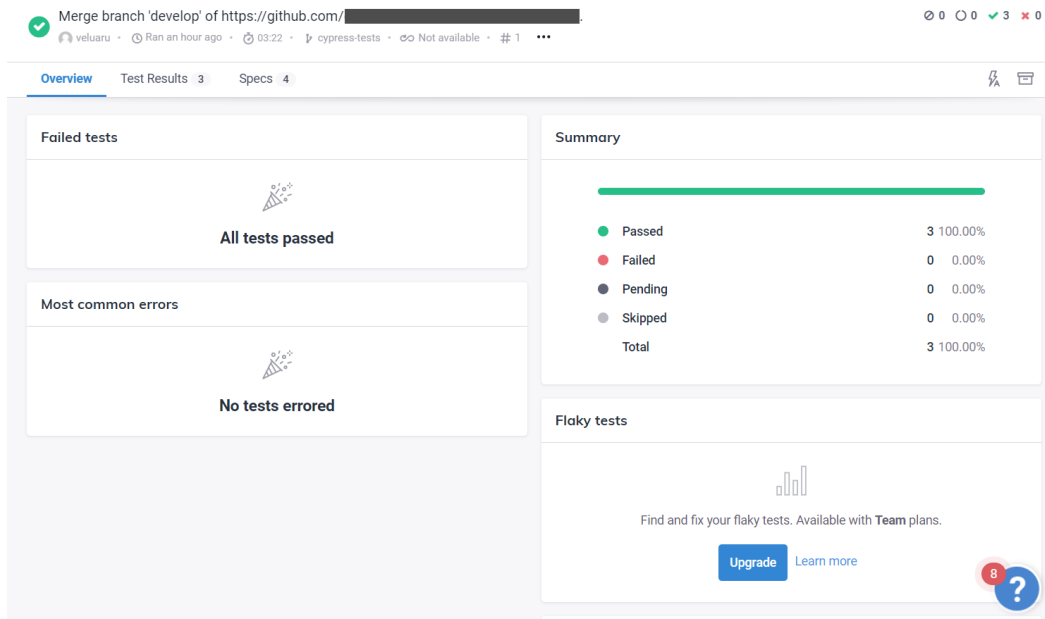 Merge branch 'develop' of https://github.com/ .
0 0 3 0
veluaru • Ran an hour ago • 03:22 • cypress-tests • Not available • # 1 •••
Overview Test Results 3 Specs 4
Failed tests
All tests passed
Most common errors
No tests errored
Summary
Passed 3 100.00%
Failed 0 0.00%
Pending 0 0.00%
Skipped 0 0.00%
Total 3 100.00%
Flaky tests
Find and fix your flaky tests. Available with Team plans.
Upgrade Learn more
8
?